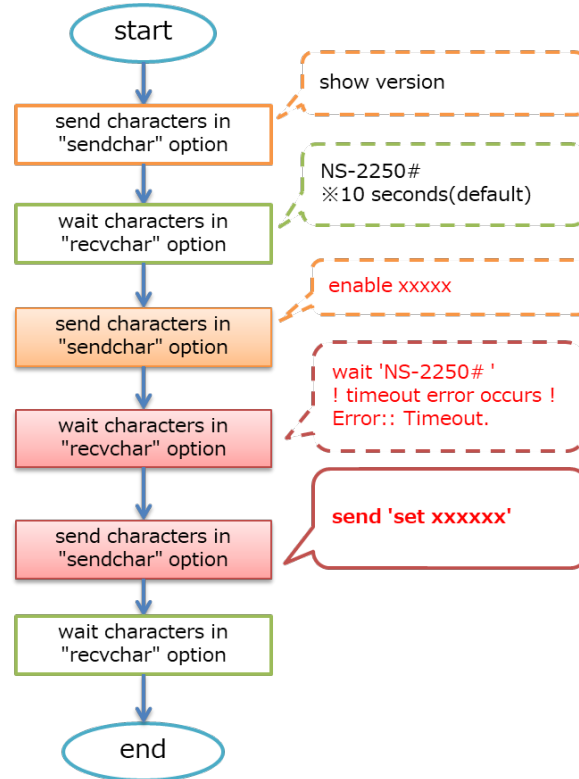 start
show version
send characters in
"sendchar" option
NS-2250#
※10 seconds(default)
wait characters in
"recvchar" option
enable xxxxx
send characters in
"sendchar" option
wait 'NS-2250# '
! timeout error occurs !
Error:: Timeout.
wait characters in
"recvchar" option
send 'set xxxxxx'
send characters in
"sendchar" option
wait characters in
"recvchar" option
end